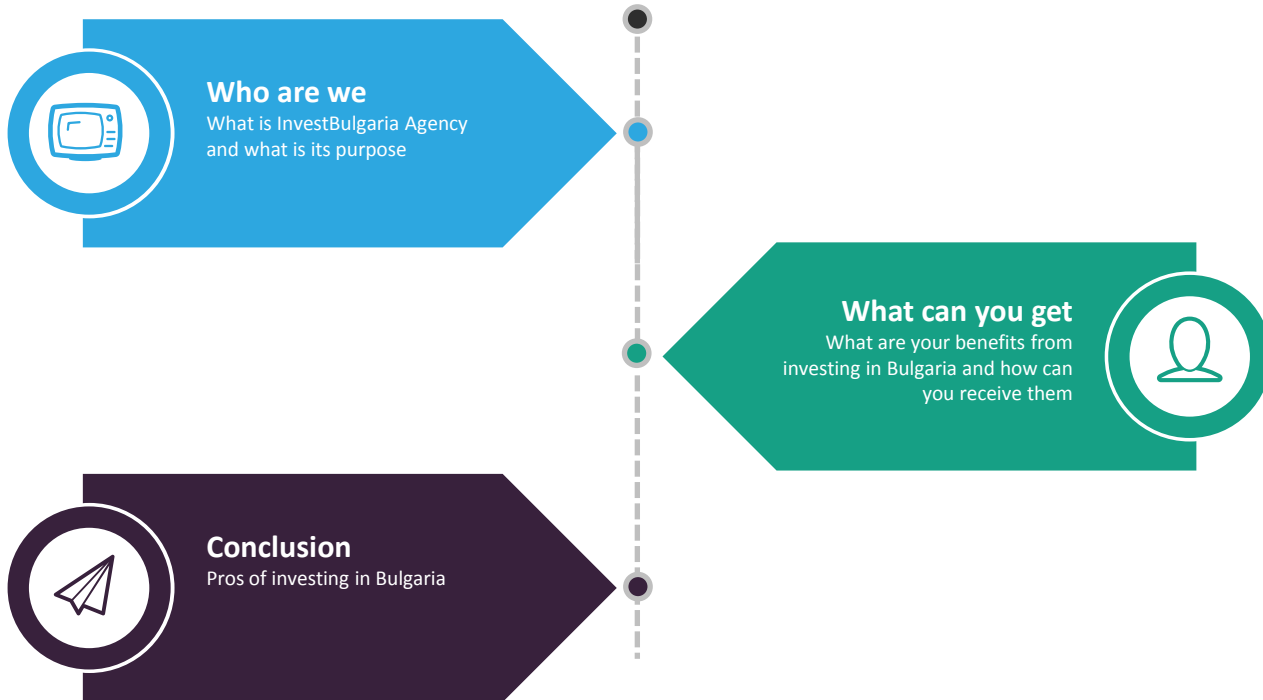 Who are we
What is InvestBulgaria Agency
and what is its purpose
What can you get
What are your benefits from
investing in Bulgaria and how can
you receive them
Conclusion
Pros of investing in Bulgaria